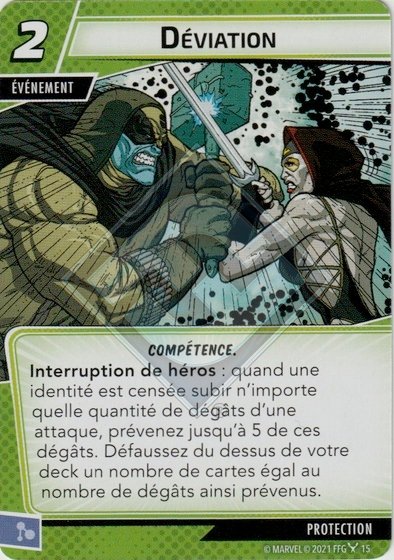 2
DÉVIATION
ÉVÉNEMENT
COMPÉTENCE.
Interruption de héros : quand une
identité est censée subir n’importe
quelle quantité de dégâts d’une
attaque, prévenez jusqu’à 5 de ces
dégâts. Défaussez du dessus de votre
deck un nombre de cartes égal au
nombre de dégâts ainsi prévenus.
PROTECTION
© MARVEL © 2021 FFG 15